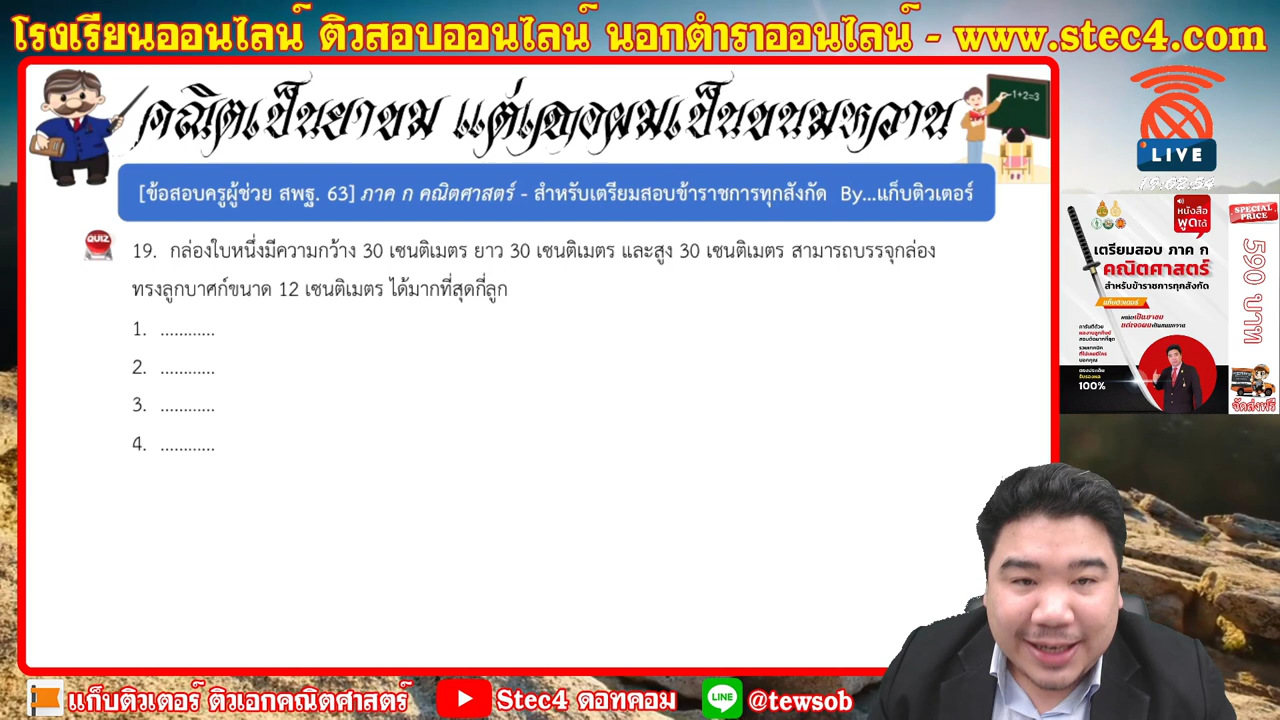 โรงเรียนออนไลน์ ติวสอบออนไลน์ นอกตำราออนไลน์ - www.stec4.com
คณิตเป็นยาขม แต่เจอผมเป็นขนมหวาน
1+2=3
LIVE
[ข้อสอบครูผู้ช่วย สพฐ. 63] ภาค ก คณิตศาสตร์ - สำหรับเตรียมสอบข้าราชการทุกสังกัด By...แก็บติวเตอร์
QUIZ
19. กล่องใบหนึ่งมีความกว้าง 30 เซนติเมตร ยาว 30 เซนติเมตร และสูง 30 เซนติเมตร สามารถบรรจุกล่อง
ทรงลูกบาศก์ขนาด 12 เซนติเมตร ได้มากที่สุดกี่ลูก
1. ............
2. ............
3. ............
4. ............
หนังสือ
พูดได้
เตรียมสอบ ภาค ก
คณิตศาสตร์
สำหรับข้าราชการทุกสังกัด
แก็บติวเตอร์
100%
SPECIAL
PRICE
590 บาท
จัดส่งฟรี
แก็บติวเตอร์ ติวเอกคณิตศาสตร์
Stec4 ดอทคอม
LINE
@tewsob